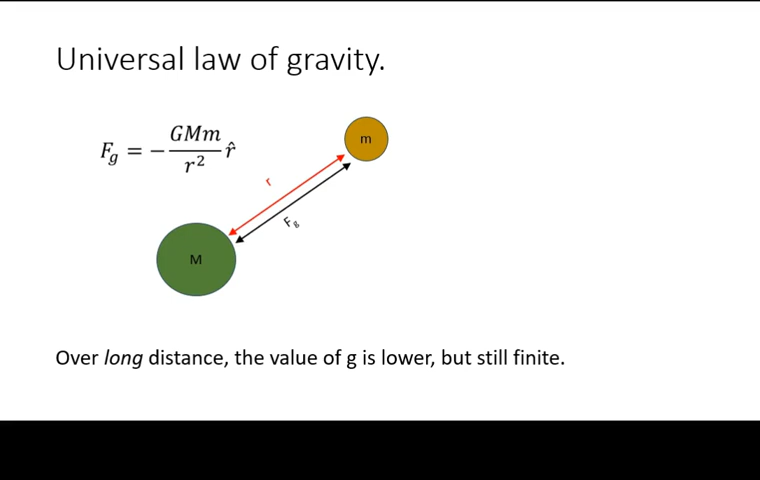 Universal law of gravity.
F_g = -\frac{GMm}{r^2} \hat{r}
m
r
F_g
M
Over long distance, the value of g is lower, but still finite.